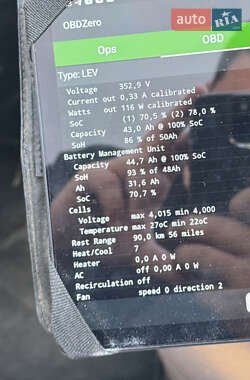 auto RIA .com
OBDZero
Ops OBD
Type: LEV
Voltage 352,9 V
Current out 0,33 A calibrated
Watts out 116 W calibrated
SoC (1) 70,5 % (2) 78,0 %
Capacity 43,0 Ah @ 100% SoC
SoH 86 % of 50Ah
Battery Management Unit
Capacity 44,7 Ah @ 100% SoC
SoH 93 % of 48Ah
Ah 31,6 Ah
SoC 70,7 %
Cells
Voltage max 4,015 min 4,000
Temperature max 27oC min 22oC
Rest Range 90,0 km 56 miles
Heat/Cool 7
Heater 0,0 A 0 W
AC off 0,00 A 0 W
Recirculation off
Fan speed 0 direction 2